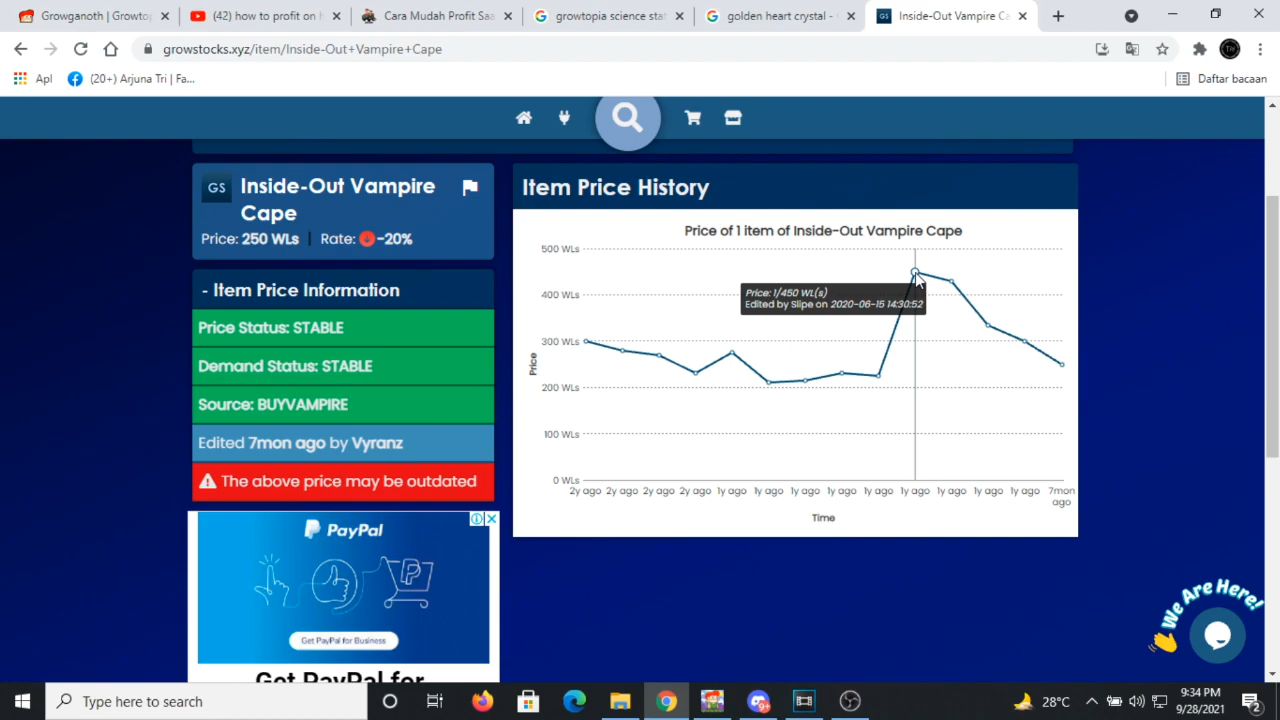 Growganoth | Growtop
(42) how to profit on h
Cara Mudah Profit Saa
growtopia science stat
golden heart crystal -
GS Inside-Out Vampire Ca
growstocks.xyz/item/Inside-Out+Vampire+Cape
Apl
(20+) Arjuna Tri | Fa...
Daftar bacaan
GS
Inside-Out Vampire
Cape
Price: 250 WLs | Rate: -20%
- Item Price Information
Price Status: STABLE
Demand Status: STABLE
Source: BUYVAMPIRE
Edited 7mon ago by Vyranz
The above price may be outdated
PayPal
Get PayPal for Business
Get PayPal for
Item Price History
Price of 1 item of Inside-Out Vampire Cape
500 WLs
400 WLs
300 WLs
200 WLs
100 WLs
0 WLs
Price
Price: 1/450 WL(s)
Edited by Slipe on 2020-06-15 14:30:52
2y ago 2y ago 2y ago 2y ago 1y ago 1y ago 1y ago 1y ago 1y ago 1y ago 1y ago 1y ago 1y ago 7mon
ago
Time
We Are Here!
Type here to search
28°C
9:34 PM
9/28/2021
2